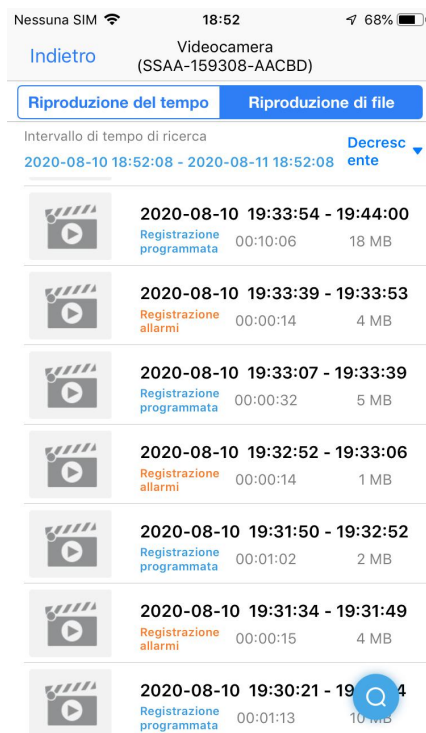 Nessuna SIM 18:52 68%
Indietro Videocamera
(SSAA-159308-AACBD)
Riproduzione del tempo Riproduzione di file
Intervallo di tempo di ricerca
2020-08-10 18:52:08 - 2020-08-11 18:52:08
Decresc
ente
2020-08-10 19:33:54 - 19:44:00
Registrazione
programmata 00:10:06 18 MB
2020-08-10 19:33:39 - 19:33:53
Registrazione
allarmi 00:00:14 4 MB
2020-08-10 19:33:07 - 19:33:39
Registrazione
programmata 00:00:32 5 MB
2020-08-10 19:32:52 - 19:33:06
Registrazione
allarmi 00:00:14 1 MB
2020-08-10 19:31:50 - 19:32:52
Registrazione
programmata 00:01:02 2 MB
2020-08-10 19:31:34 - 19:31:49
Registrazione
allarmi 00:00:15 4 MB
2020-08-10 19:30:21 -
Registrazione
programmata 00:01:13 10 MB